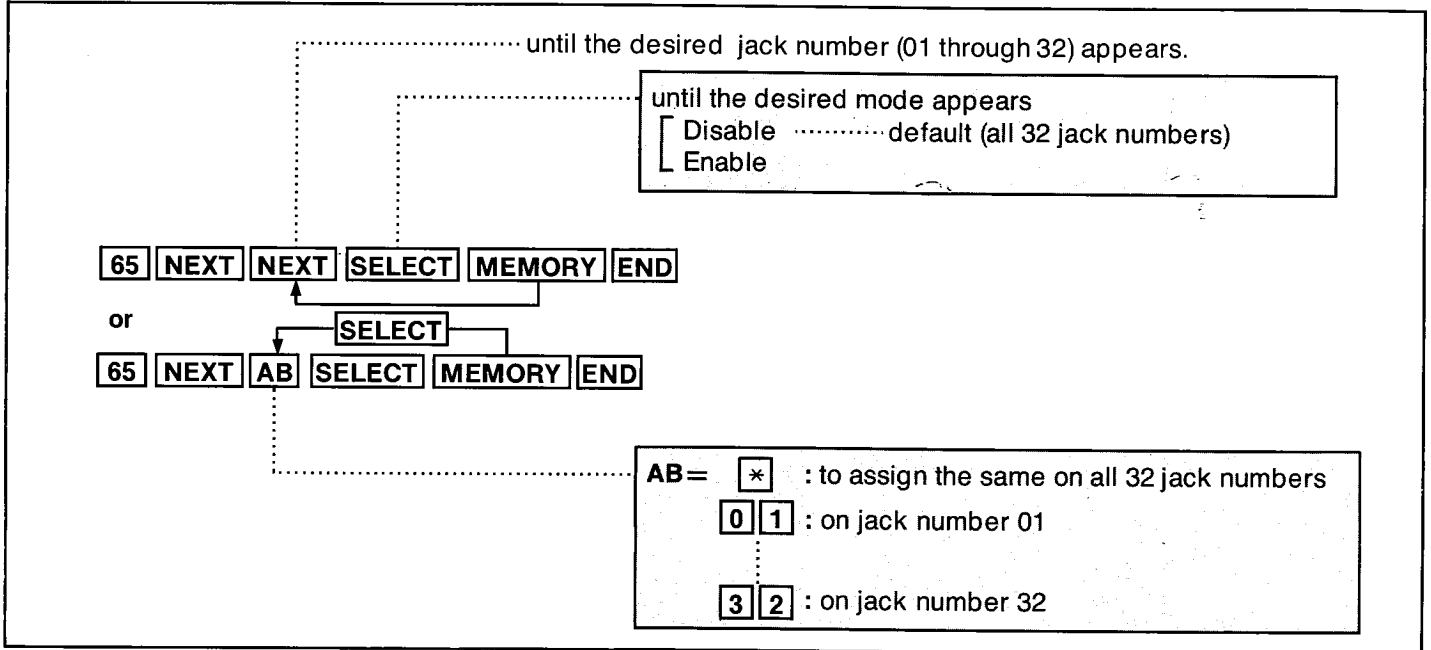 until the desired jack number (01 through 32) appears.
until the desired mode appears
Disable ············ default (all 32 jack numbers)
Enable
65 NEXT NEXT SELECT MEMORY END
or
SELECT
65 NEXT AB SELECT MEMORY END
AB= * : to assign the same on all 32 jack numbers
0 1 : on jack number 01
3 2 : on jack number 32